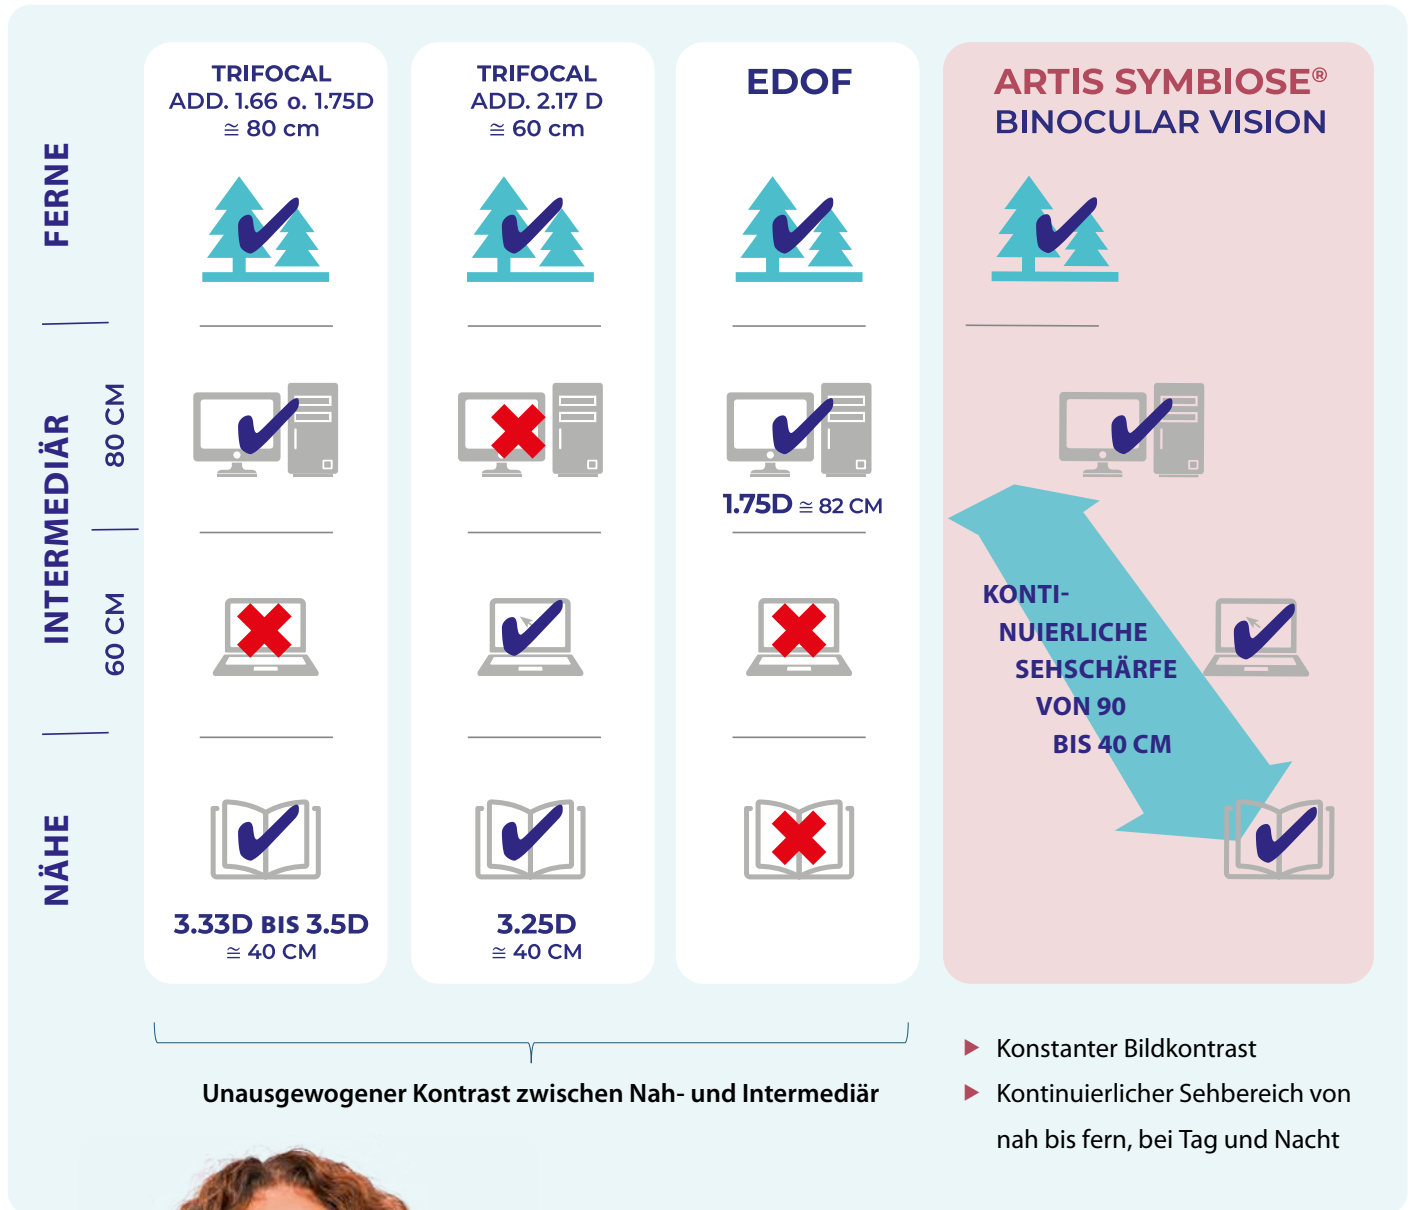 TRIFOCAL
ADD. 1.66 o. 1.75D
≅ 80 cm
TRIFOCAL
ADD. 2.17 D
≅ 60 cm
EDOF
ARTIS SYMBIOSE®
BINOCULAR VISION
FERNE
INTERMEDIÄR
80 CM
1.75D ≅ 82 CM
60 CM
KONTI-
NUIERLICHE
SEHSCHÄRFE
VON 90
BIS 40 CM
NÄHE
3.33D BIS 3.5D
≅ 40 CM
3.25D
≅ 40 CM
Unausgewogener Kontrast zwischen Nah- und Intermediär
▶ Konstanter Bildkontrast
▶ Kontinuierlicher Sehbereich von
nah bis fern, bei Tag und Nacht